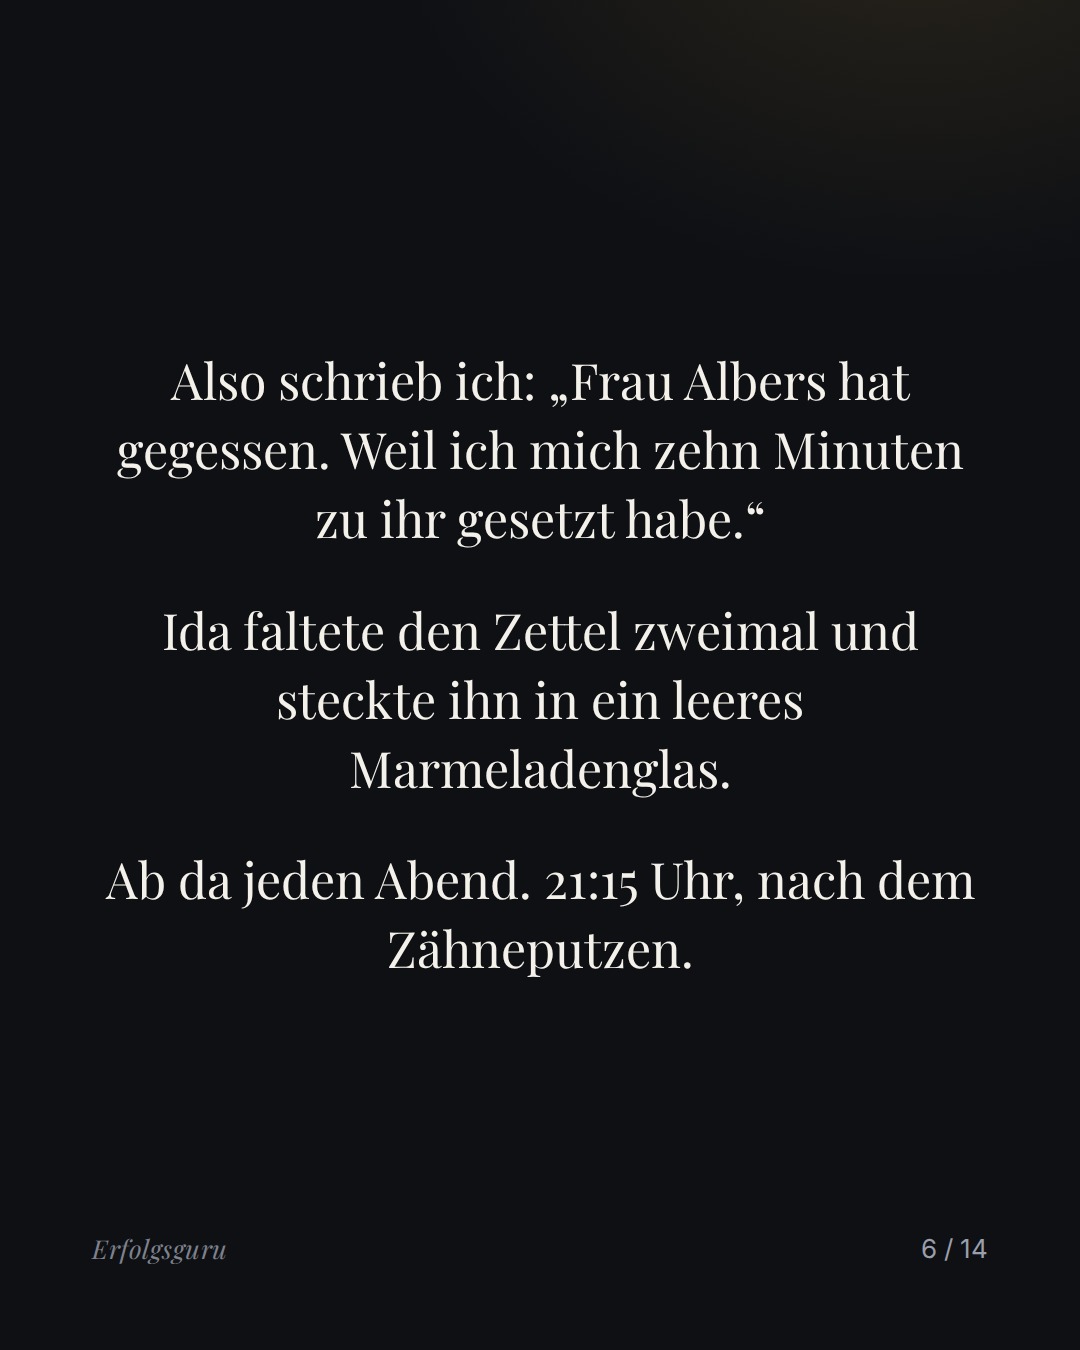 Also schrieb ich: „Frau Albers hat
gegessen. Weil ich mich zehn Minuten
zu ihr gesetzt habe.“
Ida faltete den Zettel zweimal und
steckte ihn in ein leeres
Marmeladenglas.
Ab da jeden Abend. 21:15 Uhr, nach dem
Zähneputzen.
Erfolgsguru
6 / 14